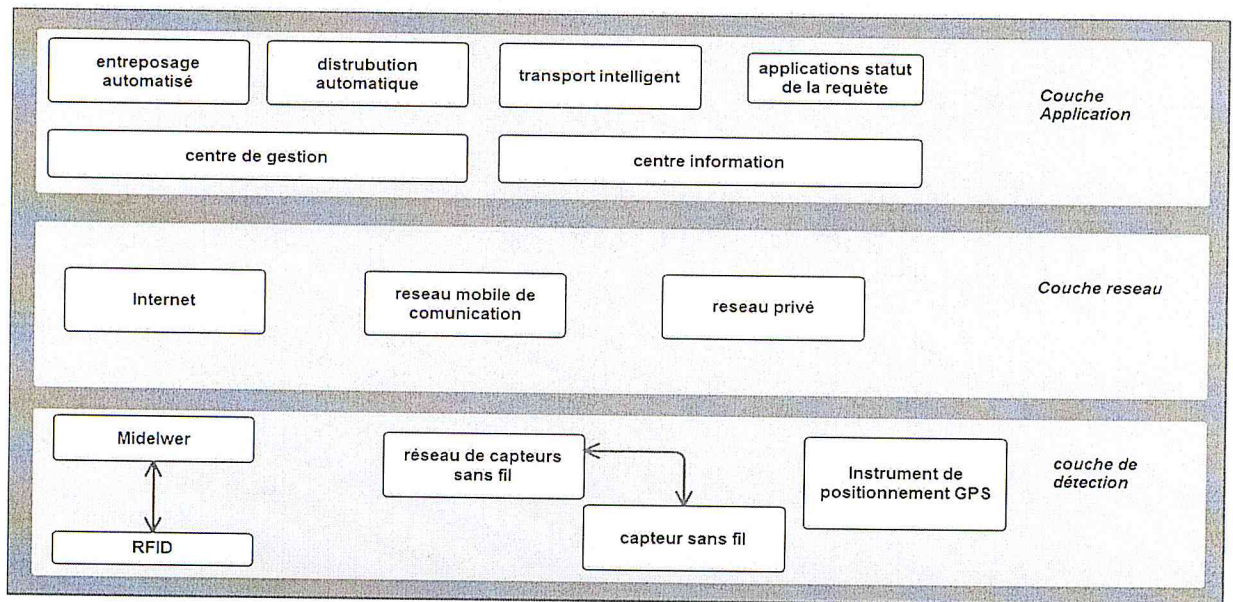 entreposage
automatisé
distrubution
automatique
transport intelligent
applications statut
de la requête
Couche
Application
centre de gestion
centre information
Internet
reseau mobile de
comunication
reseau privé
Couche reseau
Midelwer
réseau de capteurs
sans fil
Instrument de
positionnement GPS
couche de
détection
RFID
capteur sans fil